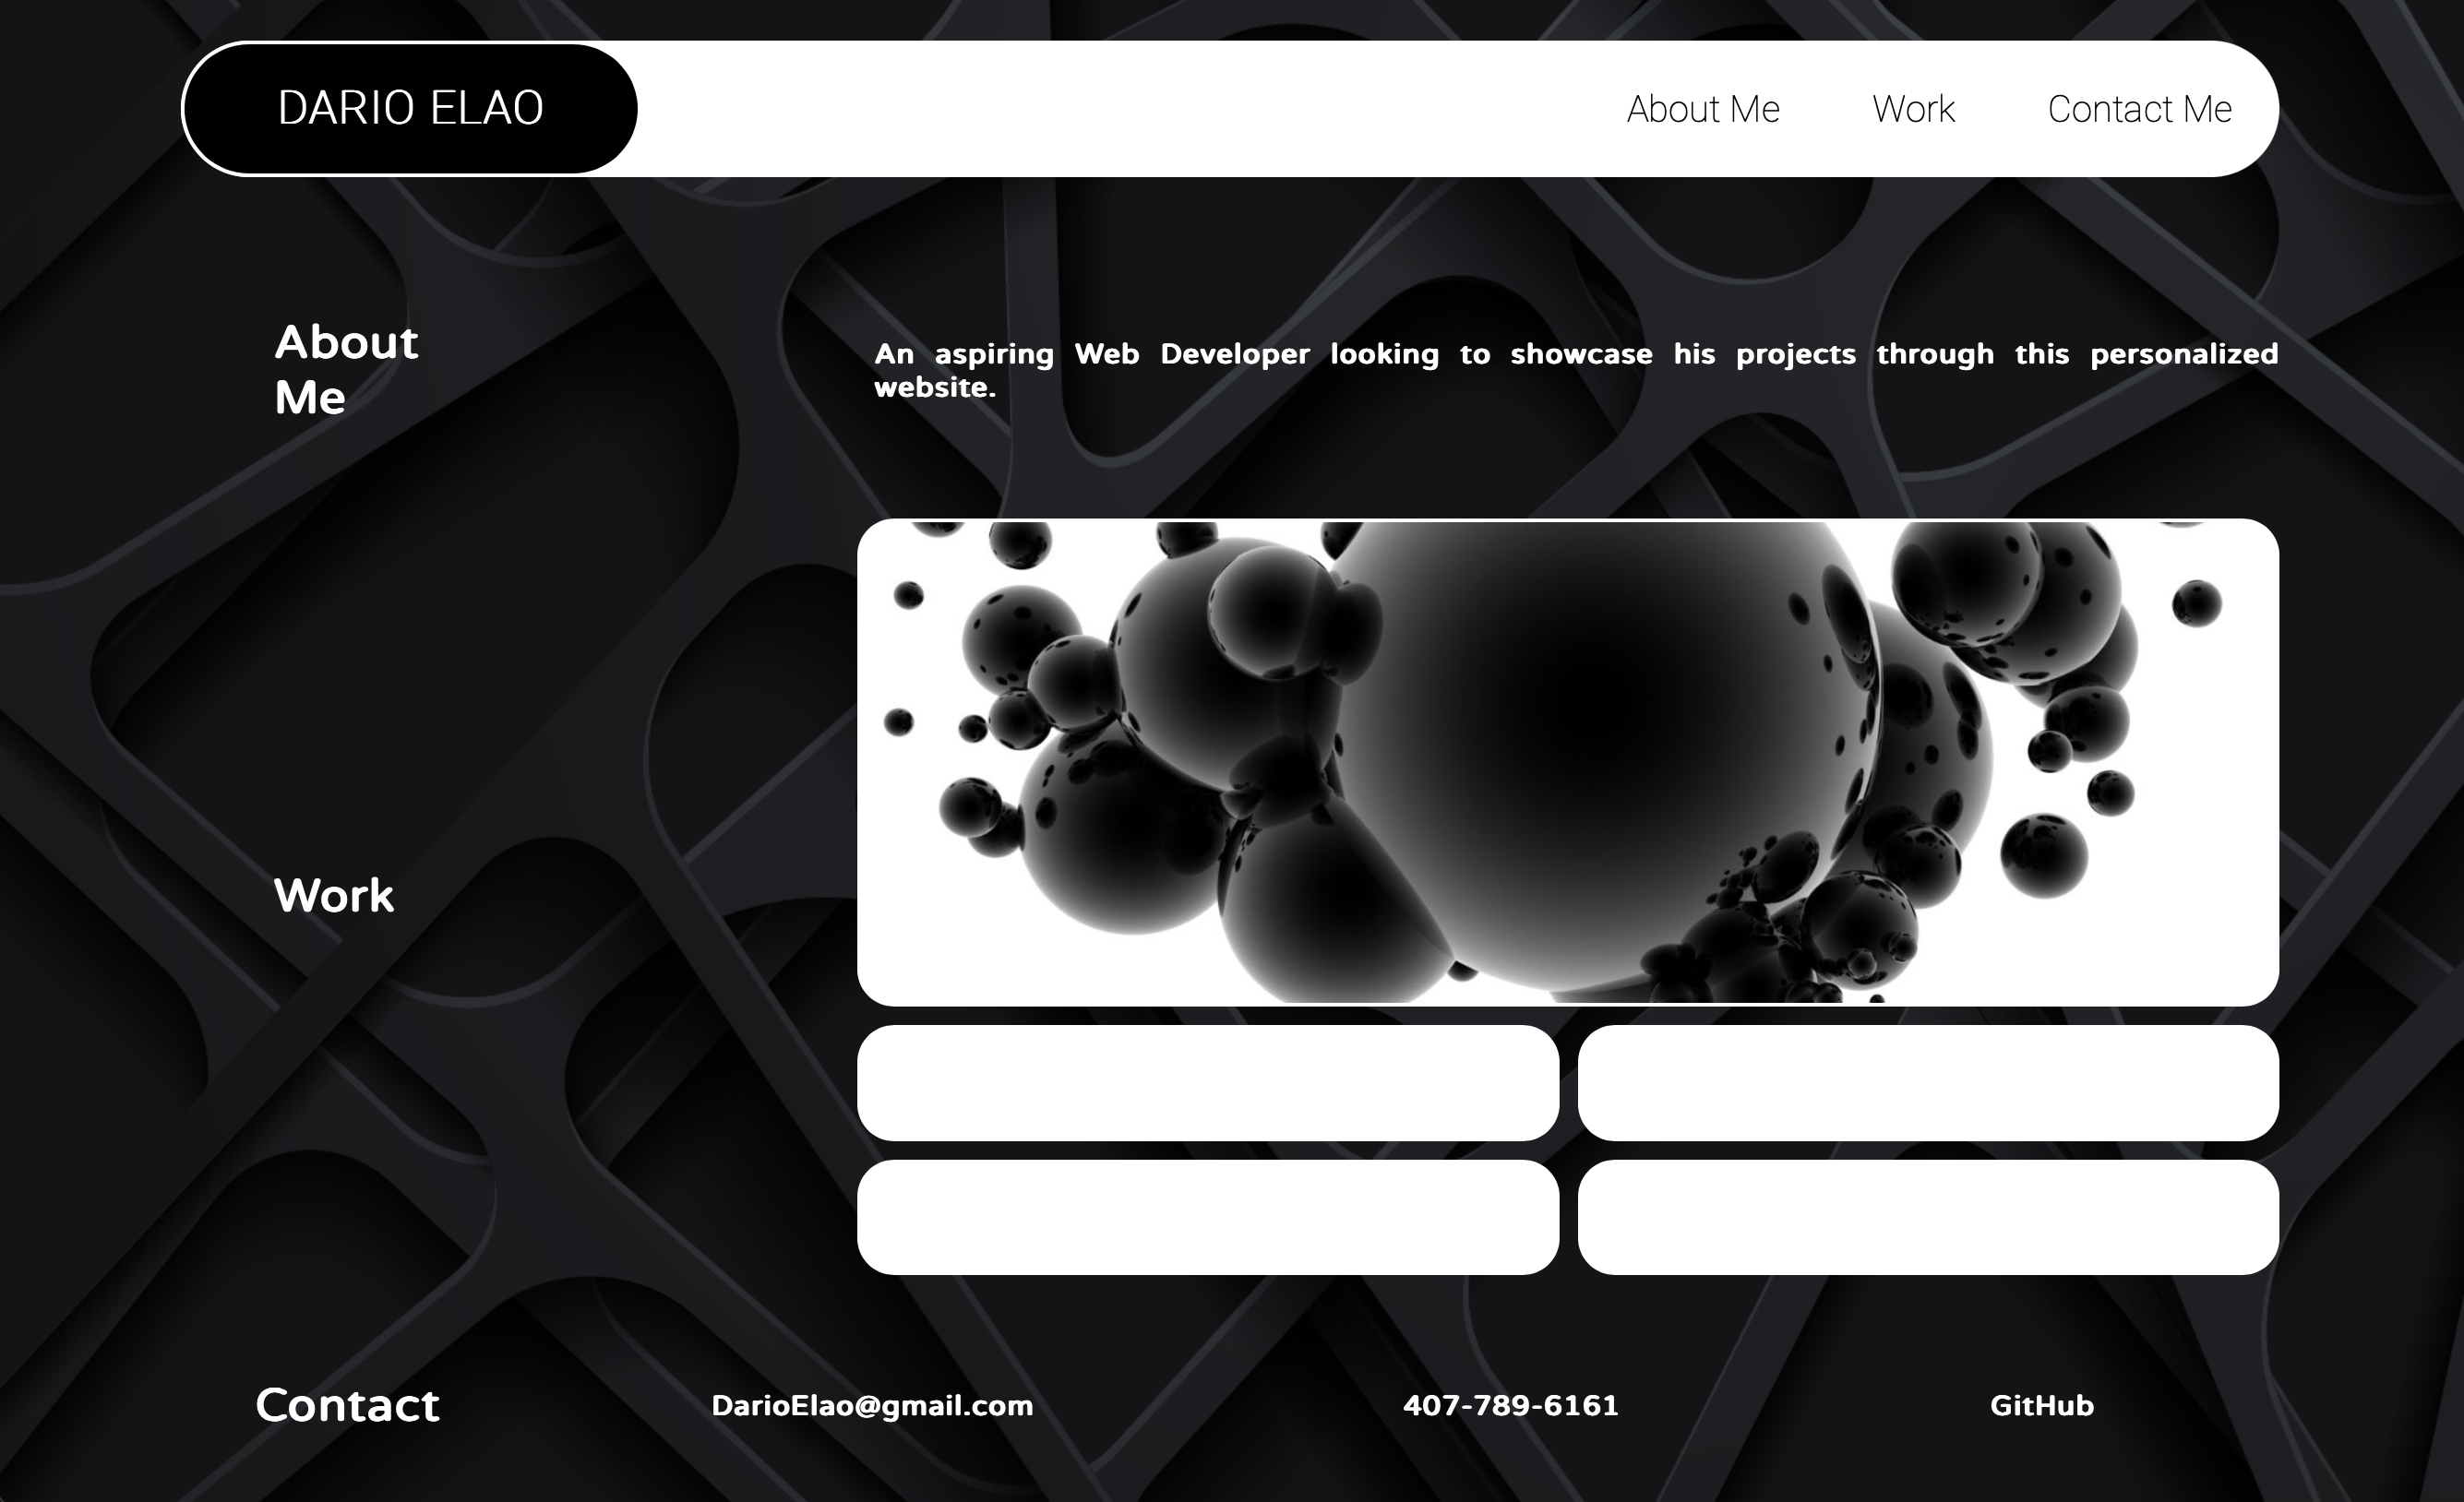 DARIO ELAO
About Me
Work
Contact Me
About
Me
An aspiring Web Developer looking to showcase his projects through this personalized
website.
Work
Contact
DarioElao@gmail.com
407-789-6161
GitHub